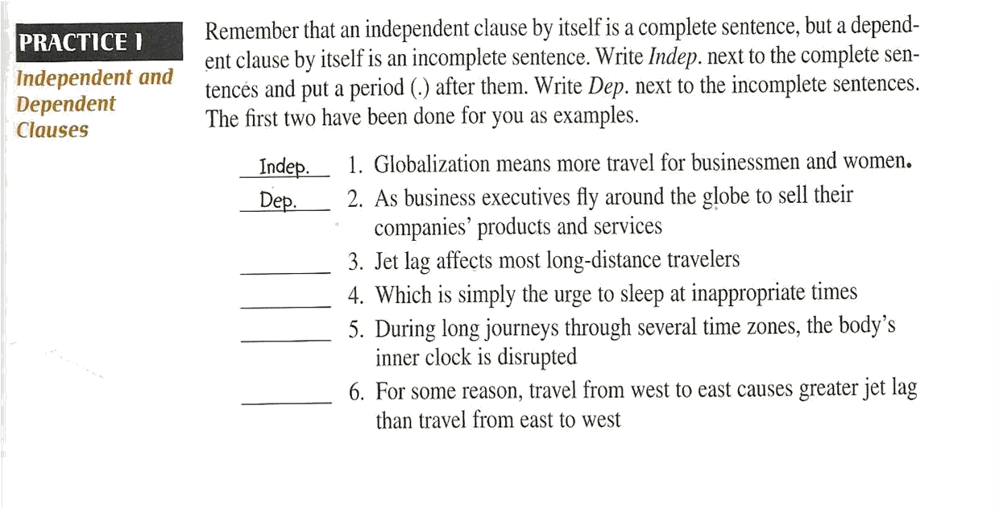 PRACTICE 1
Independent and
Dependent
Clauses
Remember that an independent clause by itself is a complete sentence, but a depend-
ent clause by itself is an incomplete sentence. Write Indep. next to the complete sen-
tences and put a period (.) after them. Write Dep. next to the incomplete sentences.
The first two have been done for you as examples.
Indep. 1. Globalization means more travel for businessmen and women.
Dep. 2. As business executives fly around the globe to sell their
companies' products and services
3. Jet lag affects most long-distance travelers
4. Which is simply the urge to sleep at inappropriate times
5. During long journeys through several time zones, the body's
inner clock is disrupted
6. For some reason, travel from west to east causes greater jet lag
than travel from east to west